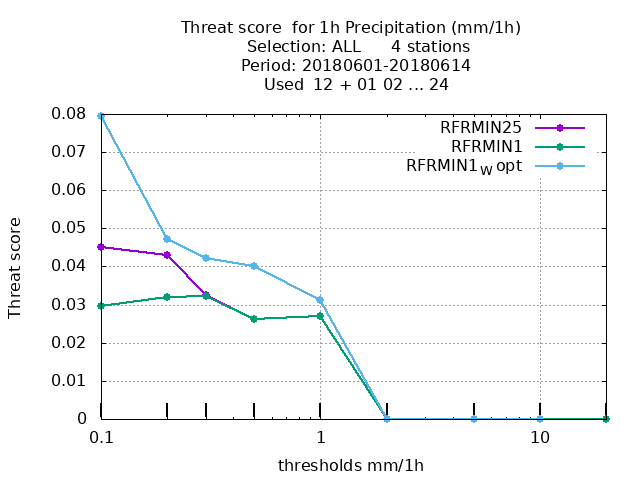 Threat score  for 1h Precipitation (mm/1h)
Selection: ALL      4 stations
Period: 20180601-20180614
Used  12 + 01 02 ... 24
RFRMIN25
RFRMIN1
RFRMIN1W opt
0.08
0.07
0.06
0.05
0.04
0.03
0.02
0.01
0
Threat score
0.1 1 10
thresholds mm/1h